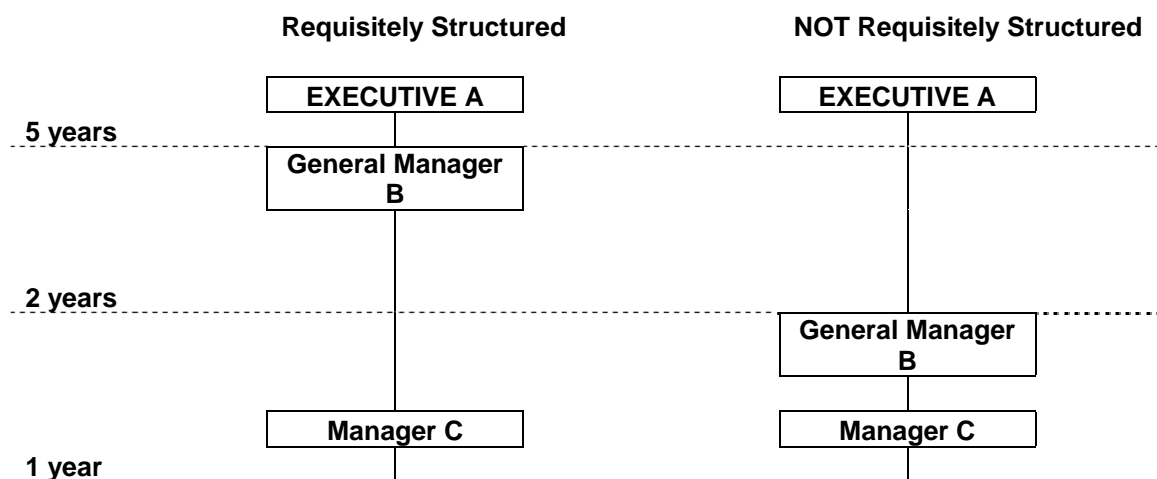 Requisitely Structured
NOT Requisitely Structured
EXECUTIVE A
EXECUTIVE A
5 years
General Manager
B
2 years
General Manager
B
Manager C
Manager C
1 year